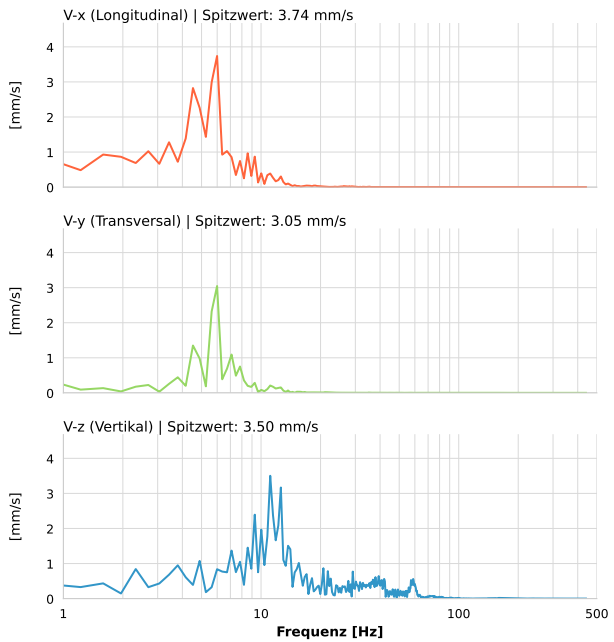 V-x (Longitudinal) | Spitzwert: 3.74 mm/s
4
3
2
1
0
[mm/s]
V-y (Transversal) | Spitzwert: 3.05 mm/s
4
3
2
1
0
[mm/s]
V-z (Vertikal) | Spitzwert: 3.50 mm/s
4
3
2
1
0
[mm/s]
1 10 100 500
Frequenz [Hz]